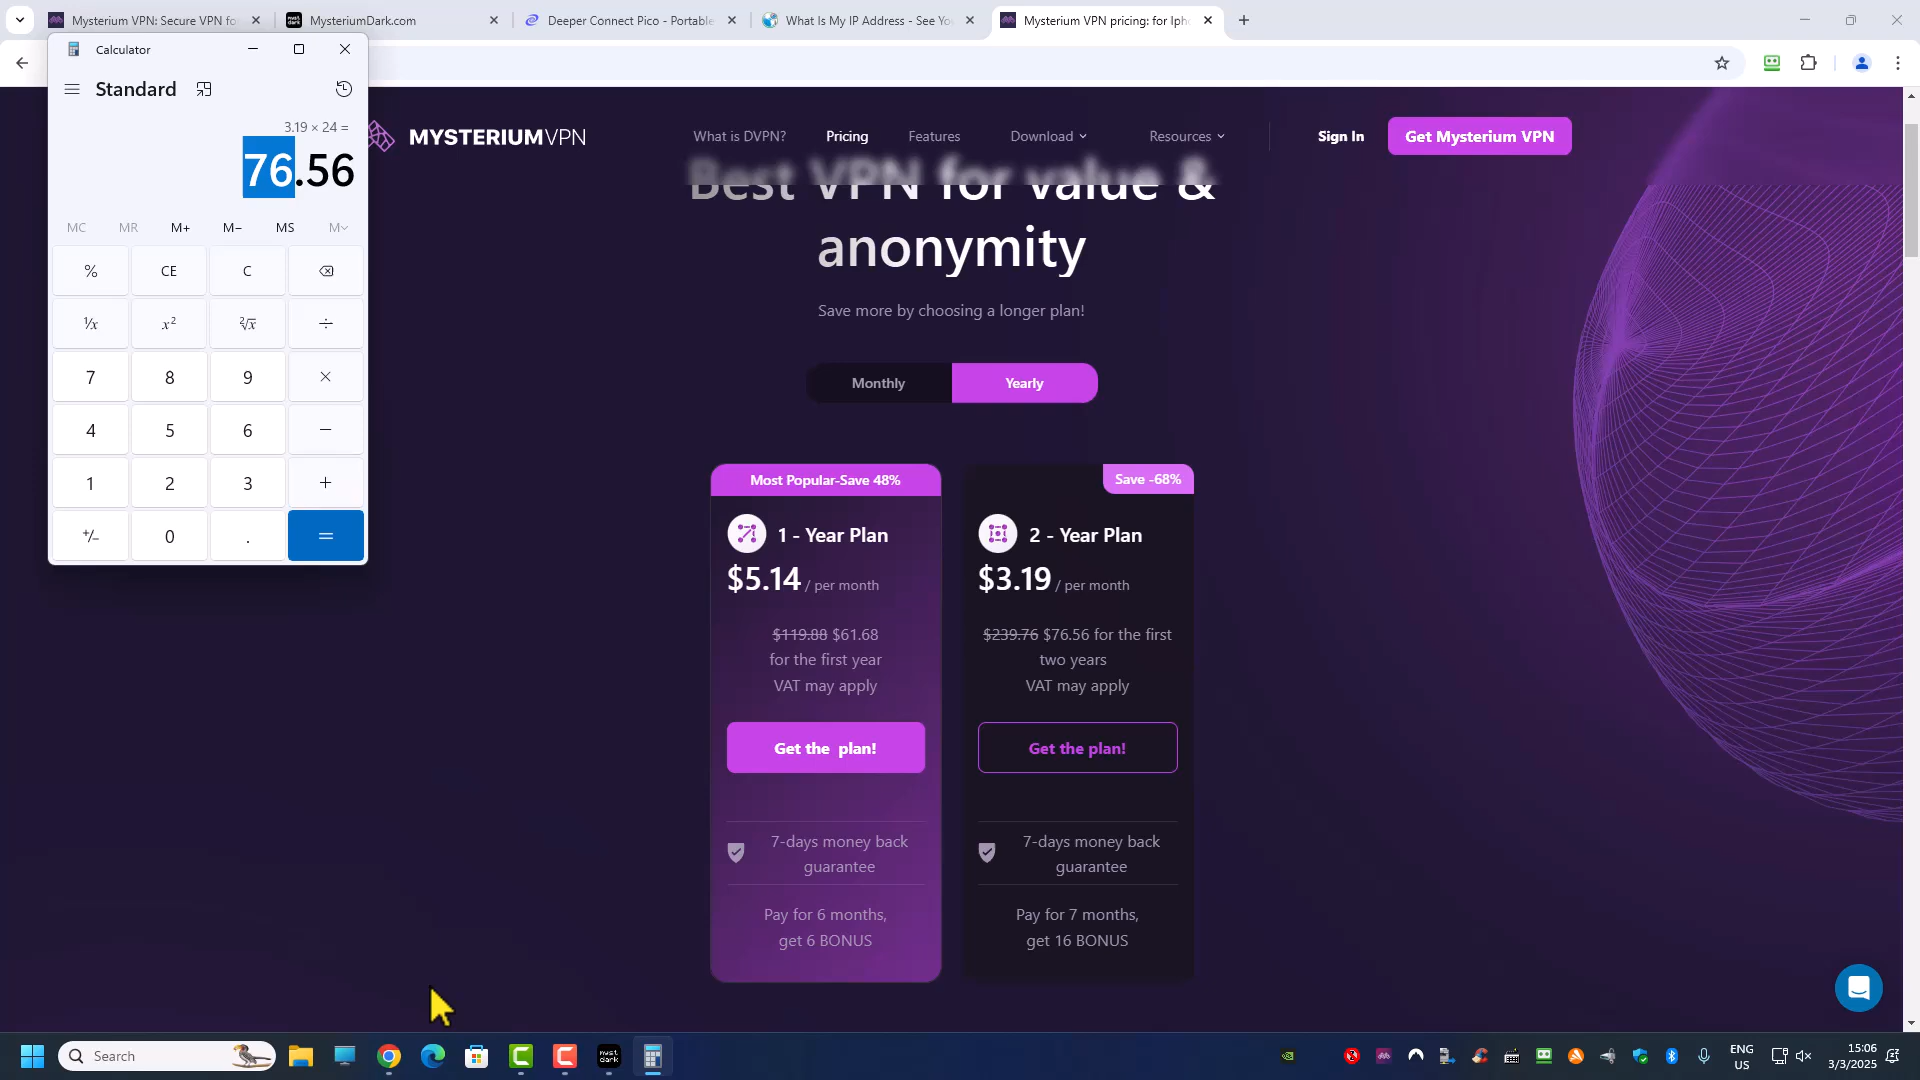 Mysterium VPN: Secure VPN fo
MysteriumDark.com
Deeper Connect Pico - Portable
What Is My IP Address - See Yo
Mysterium VPN pricing: for Iph
Calculator
Standard
3.19 × 24 =
76.56
MC MR M+ M− MS M
% CE C
¹/x x² ²√x ÷
7 8 9 ×
4 5 6 −
1 2 3 +
+/− 0 . =
MYSTERIUMVPN
What is DVPN?
Pricing
Features
Download
Resources
Sign In
Get Mysterium VPN
Best VPN for value &
anonymity
Save more by choosing a longer plan!
Monthly
Yearly
Most Popular-Save 48%
1 - Year Plan
$5.14 / per month
$119.88 $61.68
for the first year
VAT may apply
Get the plan!
7-days money back
guarantee
Pay for 6 months,
get 6 BONUS
Save -68%
2 - Year Plan
$3.19 / per month
$239.76 $76.56 for the first
two years
VAT may apply
Get the plan!
7-days money back
guarantee
Pay for 7 months,
get 16 BONUS
Search
myst
dark
ENG
US
15:06
3/3/2025